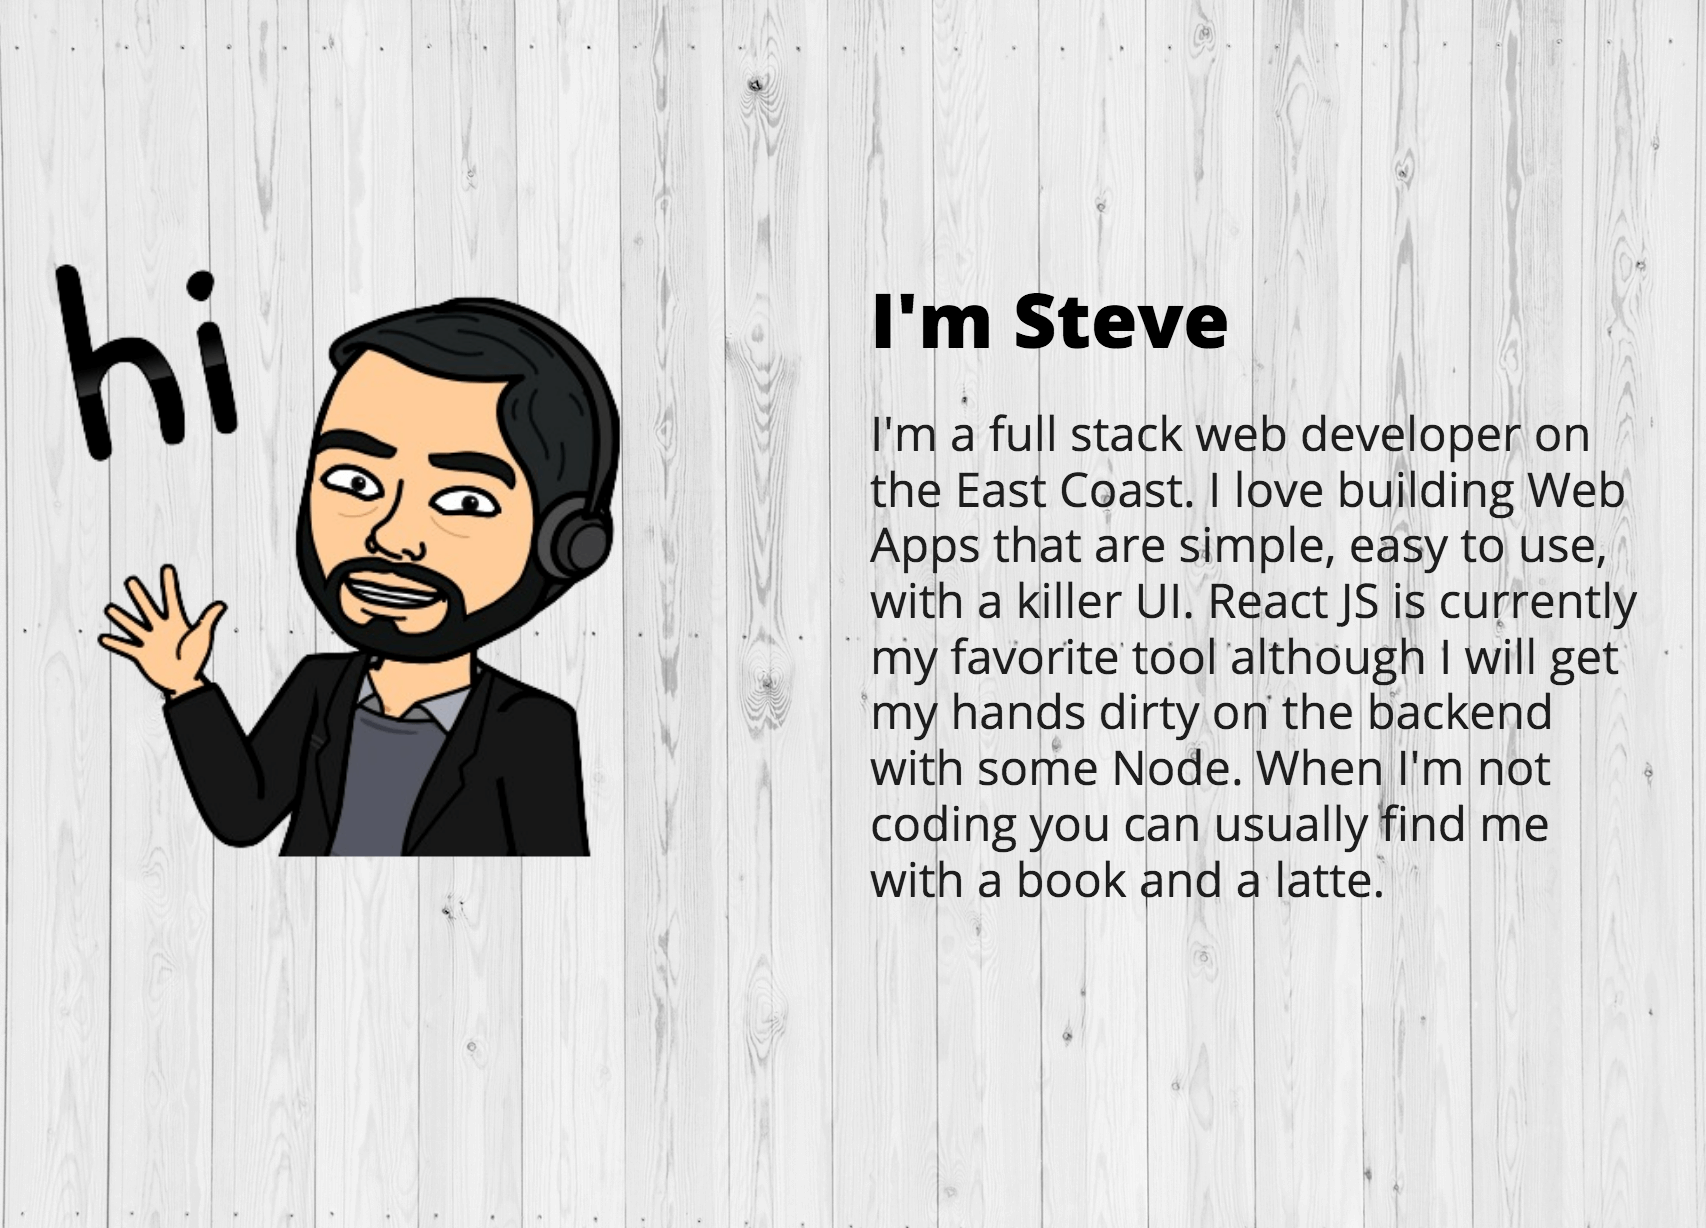 hi
I'm Steve
I'm a full stack web developer on
the East Coast. I love building Web
Apps that are simple, easy to use,
with a killer UI. React JS is currently
my favorite tool although I will get
my hands dirty on the backend
with some Node. When I'm not
coding you can usually find me
with a book and a latte.